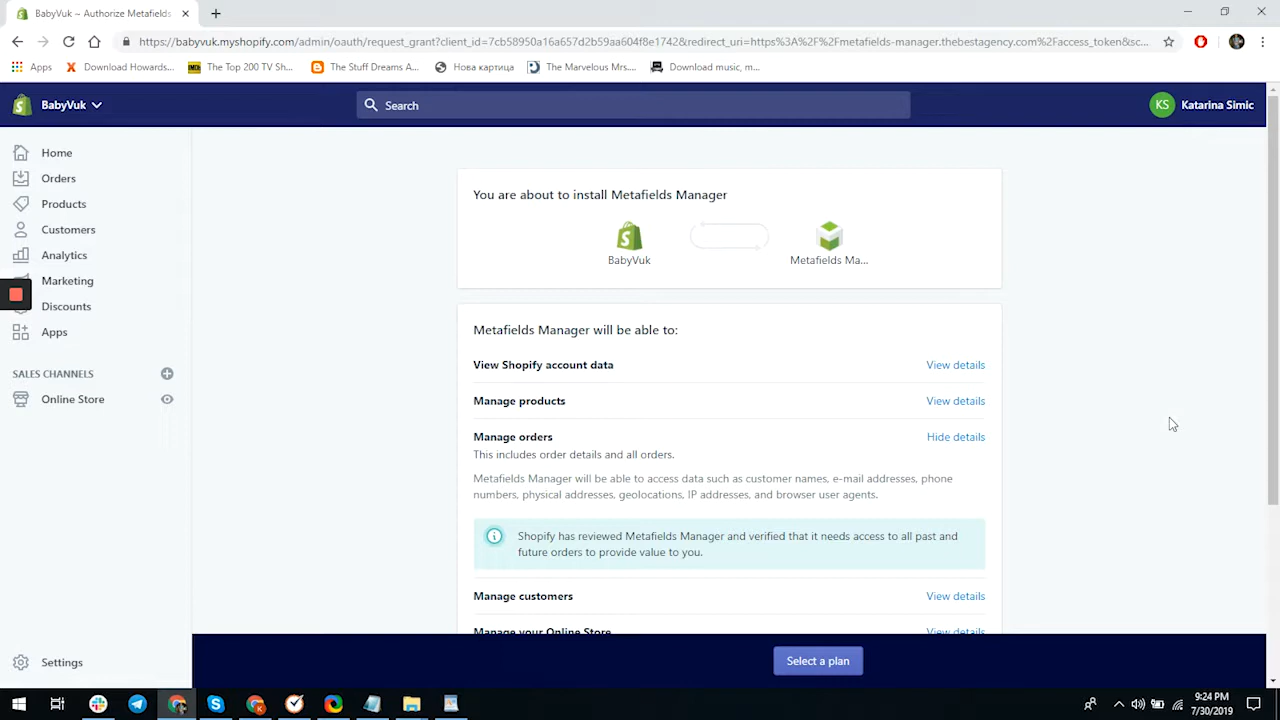 BabyVuk ~ Authorize Metafields
https://babyvuk.myshopify.com/admin/oauth/request_grant?client_id=7cb58950a16a657d2b59aa604f8e1742&redirect_uri=https%3A%2F%2Fmetafields-manager.thebestagency.com%2Faccess_token&sc...
Apps
Download Howards...
The Top 200 TV Sh...
The Stuff Dreams A...
Нова картица
The Marvelous Mrs....
Download music, m...
BabyVuk
Search
KS
Katarina Simic
Home
Orders
Products
Customers
Analytics
Marketing
Discounts
Apps
SALES CHANNELS
Online Store
Settings
You are about to install Metafields Manager
BabyVuk
Metafields Ma...
Metafields Manager will be able to:
View Shopify account data
View details
Manage products
View details
Manage orders
Hide details
This includes order details and all orders.
Metafields Manager will be able to access data such as customer names, e-mail addresses, phone
numbers, physical addresses, geolocations, IP addresses, and browser user agents.
Shopify has reviewed Metafields Manager and verified that it needs access to all past and
future orders to provide value to you.
Manage customers
View details
Manage your Online Store
View details
Select a plan
9:24 PM
7/30/2019